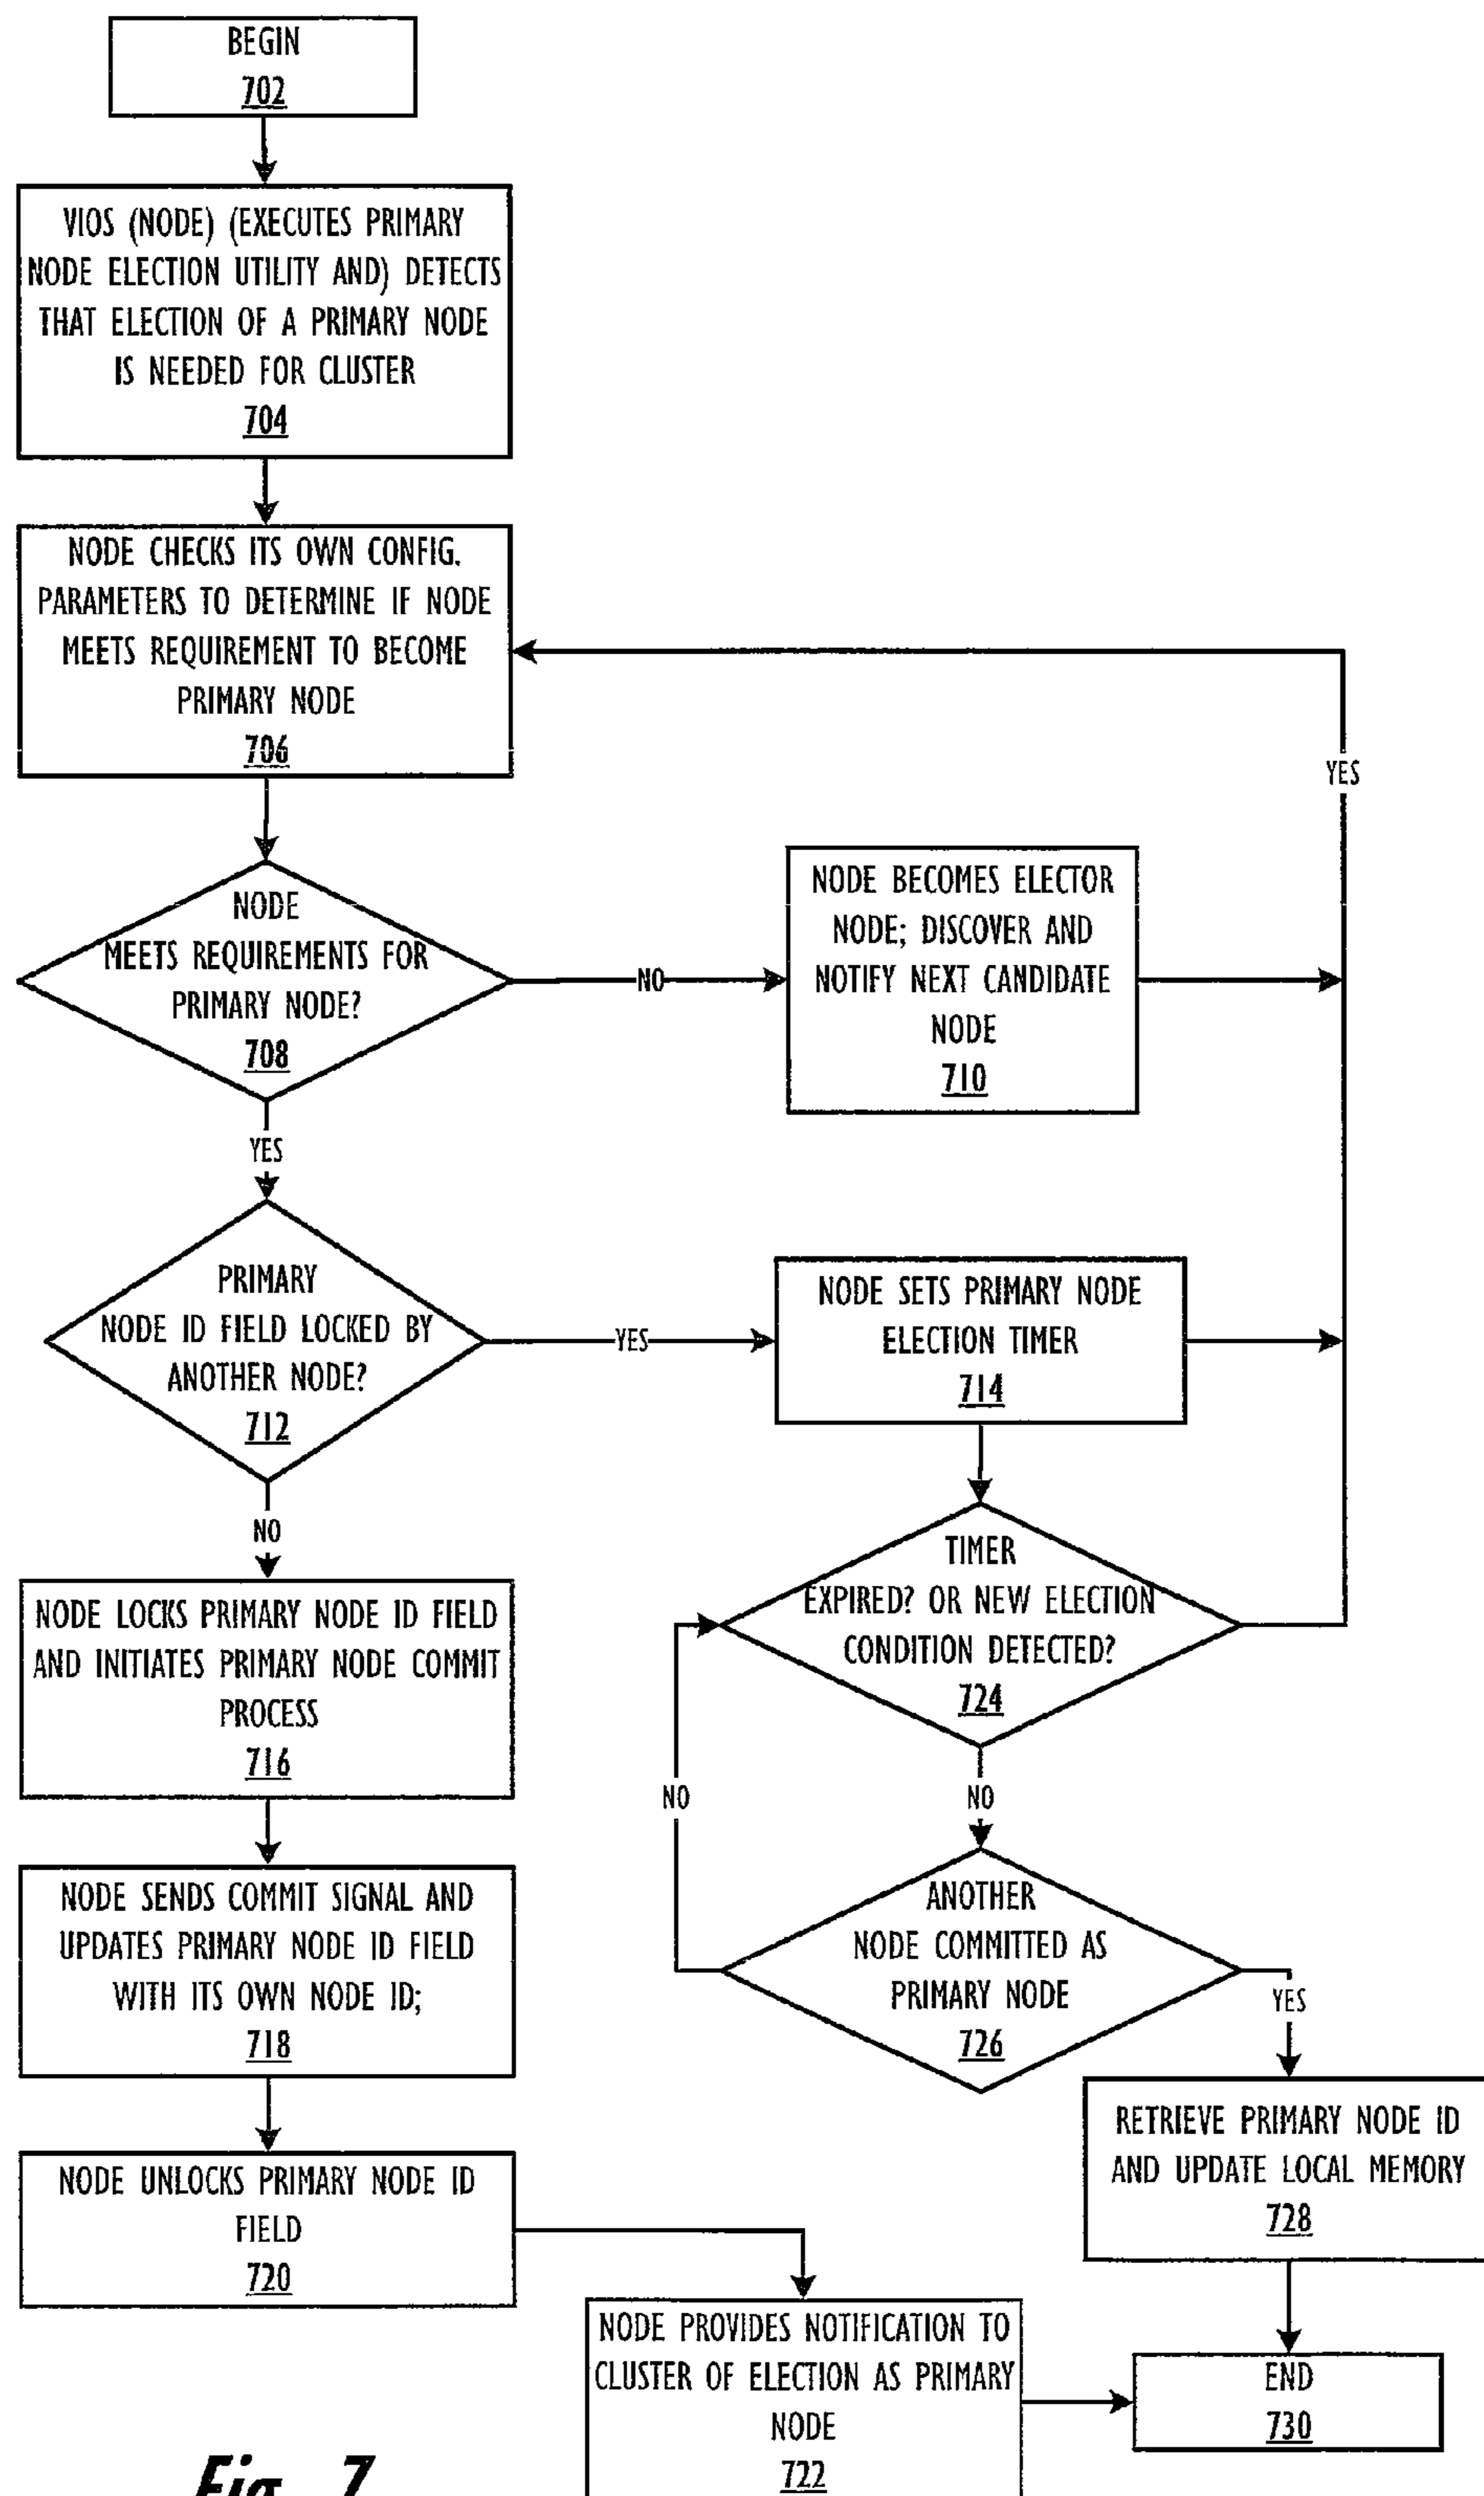 BEGIN
702
VIOS (NODE) (EXECUTES PRIMARY
NODE ELECTION UTILITY AND) DETECTS
THAT ELECTION OF A PRIMARY NODE
IS NEEDED FOR CLUSTER
704
NODE CHECKS ITS OWN CONFIG.
PARAMETERS TO DETERMINE IF NODE
MEETS REQUIREMENT TO BECOME
PRIMARY NODE
706
YES
NODE
MEETS REQUIREMENTS FOR
PRIMARY NODE?
708
NO
NODE BECOMES ELECTOR
NODE; DISCOVER AND
NOTIFY NEXT CANDIDATE
NODE
710
YES
PRIMARY
NODE ID FIELD LOCKED BY
ANOTHER NODE?
712
YES
NODE SETS PRIMARY NODE
ELECTION TIMER
714
NO
TIMER
EXPIRED? OR NEW ELECTION
CONDITION DETECTED?
724
NODE LOCKS PRIMARY NODE ID FIELD
AND INITIATES PRIMARY NODE COMMIT
PROCESS
716
NO
NO
NODE SENDS COMMIT SIGNAL AND
UPDATES PRIMARY NODE ID FIELD
WITH ITS OWN NODE ID;
718
ANOTHER
NODE COMMITTED AS
PRIMARY NODE
726
YES
RETRIEVE PRIMARY NODE ID
AND UPDATE LOCAL MEMORY
728
NODE UNLOCKS PRIMARY NODE ID
FIELD
720
NODE PROVIDES NOTIFICATION TO
CLUSTER OF ELECTION AS PRIMARY
NODE
722
END
730
Fig. 7